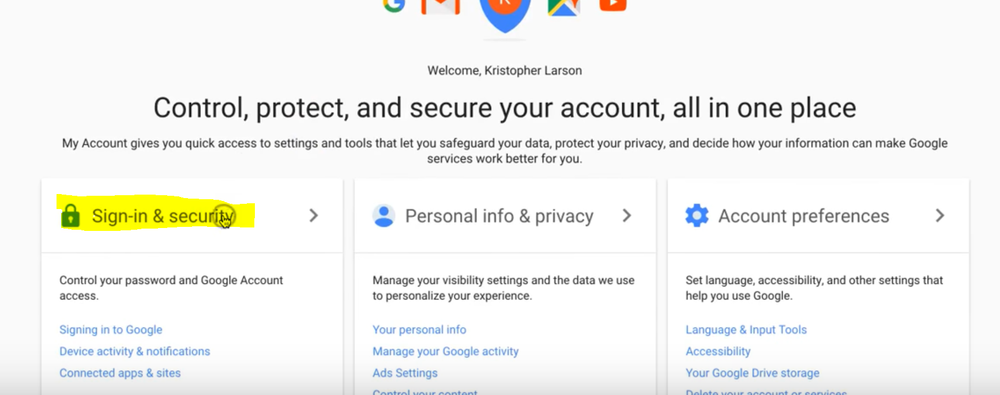 Welcome, Kristopher Larson
Control, protect, and secure your account, all in one place
My Account gives you quick access to settings and tools that let you safeguard your data, protect your privacy, and decide how your information can make Google
services work better for you.
Sign-in & security
Control your password and Google Account
access.
Signing in to Google
Device activity & notifications
Connected apps & sites
Personal info & privacy
Manage your visibility settings and the data we use
to personalize your experience.
Your personal info
Manage your Google activity
Ads Settings
Control your content
Account preferences
Set language, accessibility, and other settings that
help you use Google.
Language & Input Tools
Accessibility
Your Google Drive storage
Delete your account or services